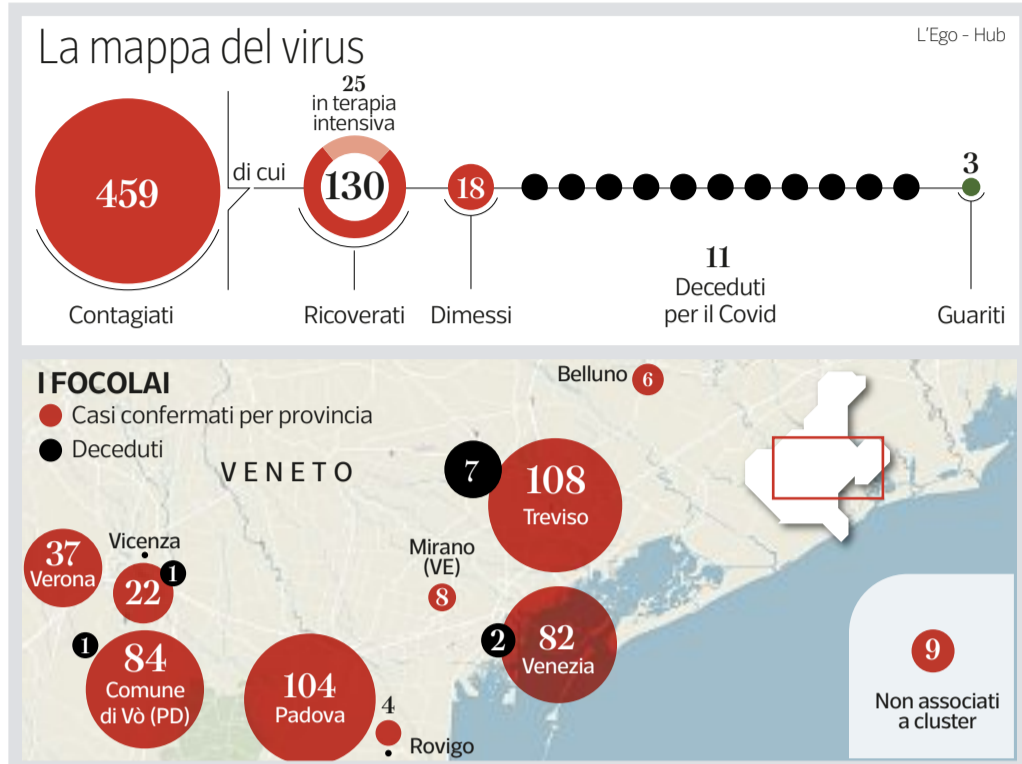 La mappa del virus
L'Ego - Hub
459
Contagiati
di cui
25
in terapia
intensiva
130
Ricoverati
18
Dimessi
11
Deceduti
per il Covid
3
Guariti
I FOCOLAI
Casi confermati per provincia
Deceduti
VENETO
Belluno 6
7
108
Treviso
Mirano
(VE)
8
37
Verona
Vicenza
1
22
1
84
Comune
di Vò (PD)
104
Padova
4
Rovigo
2
82
Venezia
9
Non associati
a cluster